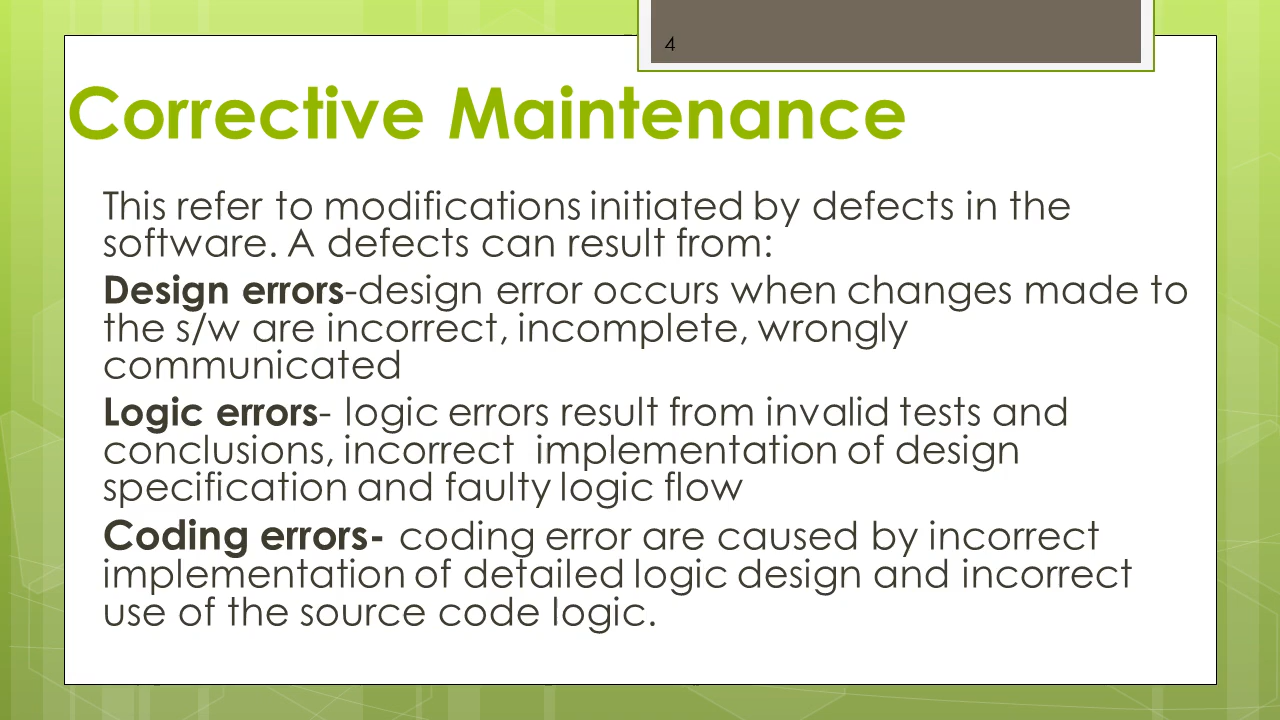 4
Corrective Maintenance
This refer to modifications initiated by defects in the
software. A defects can result from:
Design errors-design error occurs when changes made to
the s/w are incorrect, incomplete, wrongly
communicated
Logic errors- logic errors result from invalid tests and
conclusions, incorrect implementation of design
specification and faulty logic flow
Coding errors- coding error are caused by incorrect
implementation of detailed logic design and incorrect
use of the source code logic.